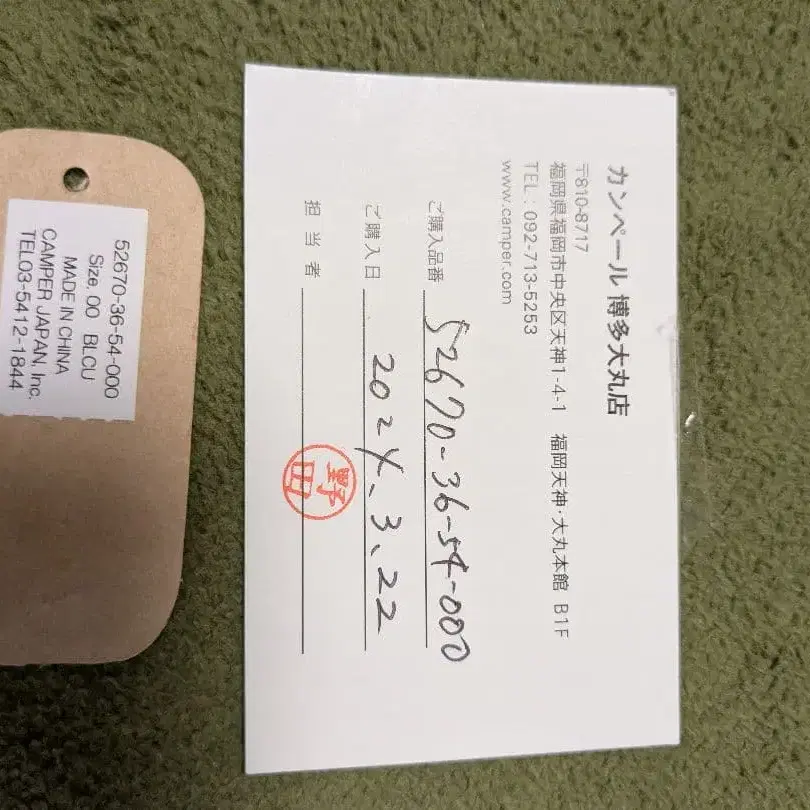 カンペール 博多大丸店
〒810-8717
福岡県福岡市中央区天神1-4-1 福岡天神・大丸本館 B1F
TEL : 092-713-5253
www.camper.com
ご購入品番 52670-36-54-000
ご購入日 2024.3.22
担当者 野田
52670-36-54-000
Size, 00 BLCU
MADE IN CHINA
CAMPER JAPAN, Inc.
TEL03-5412-1844